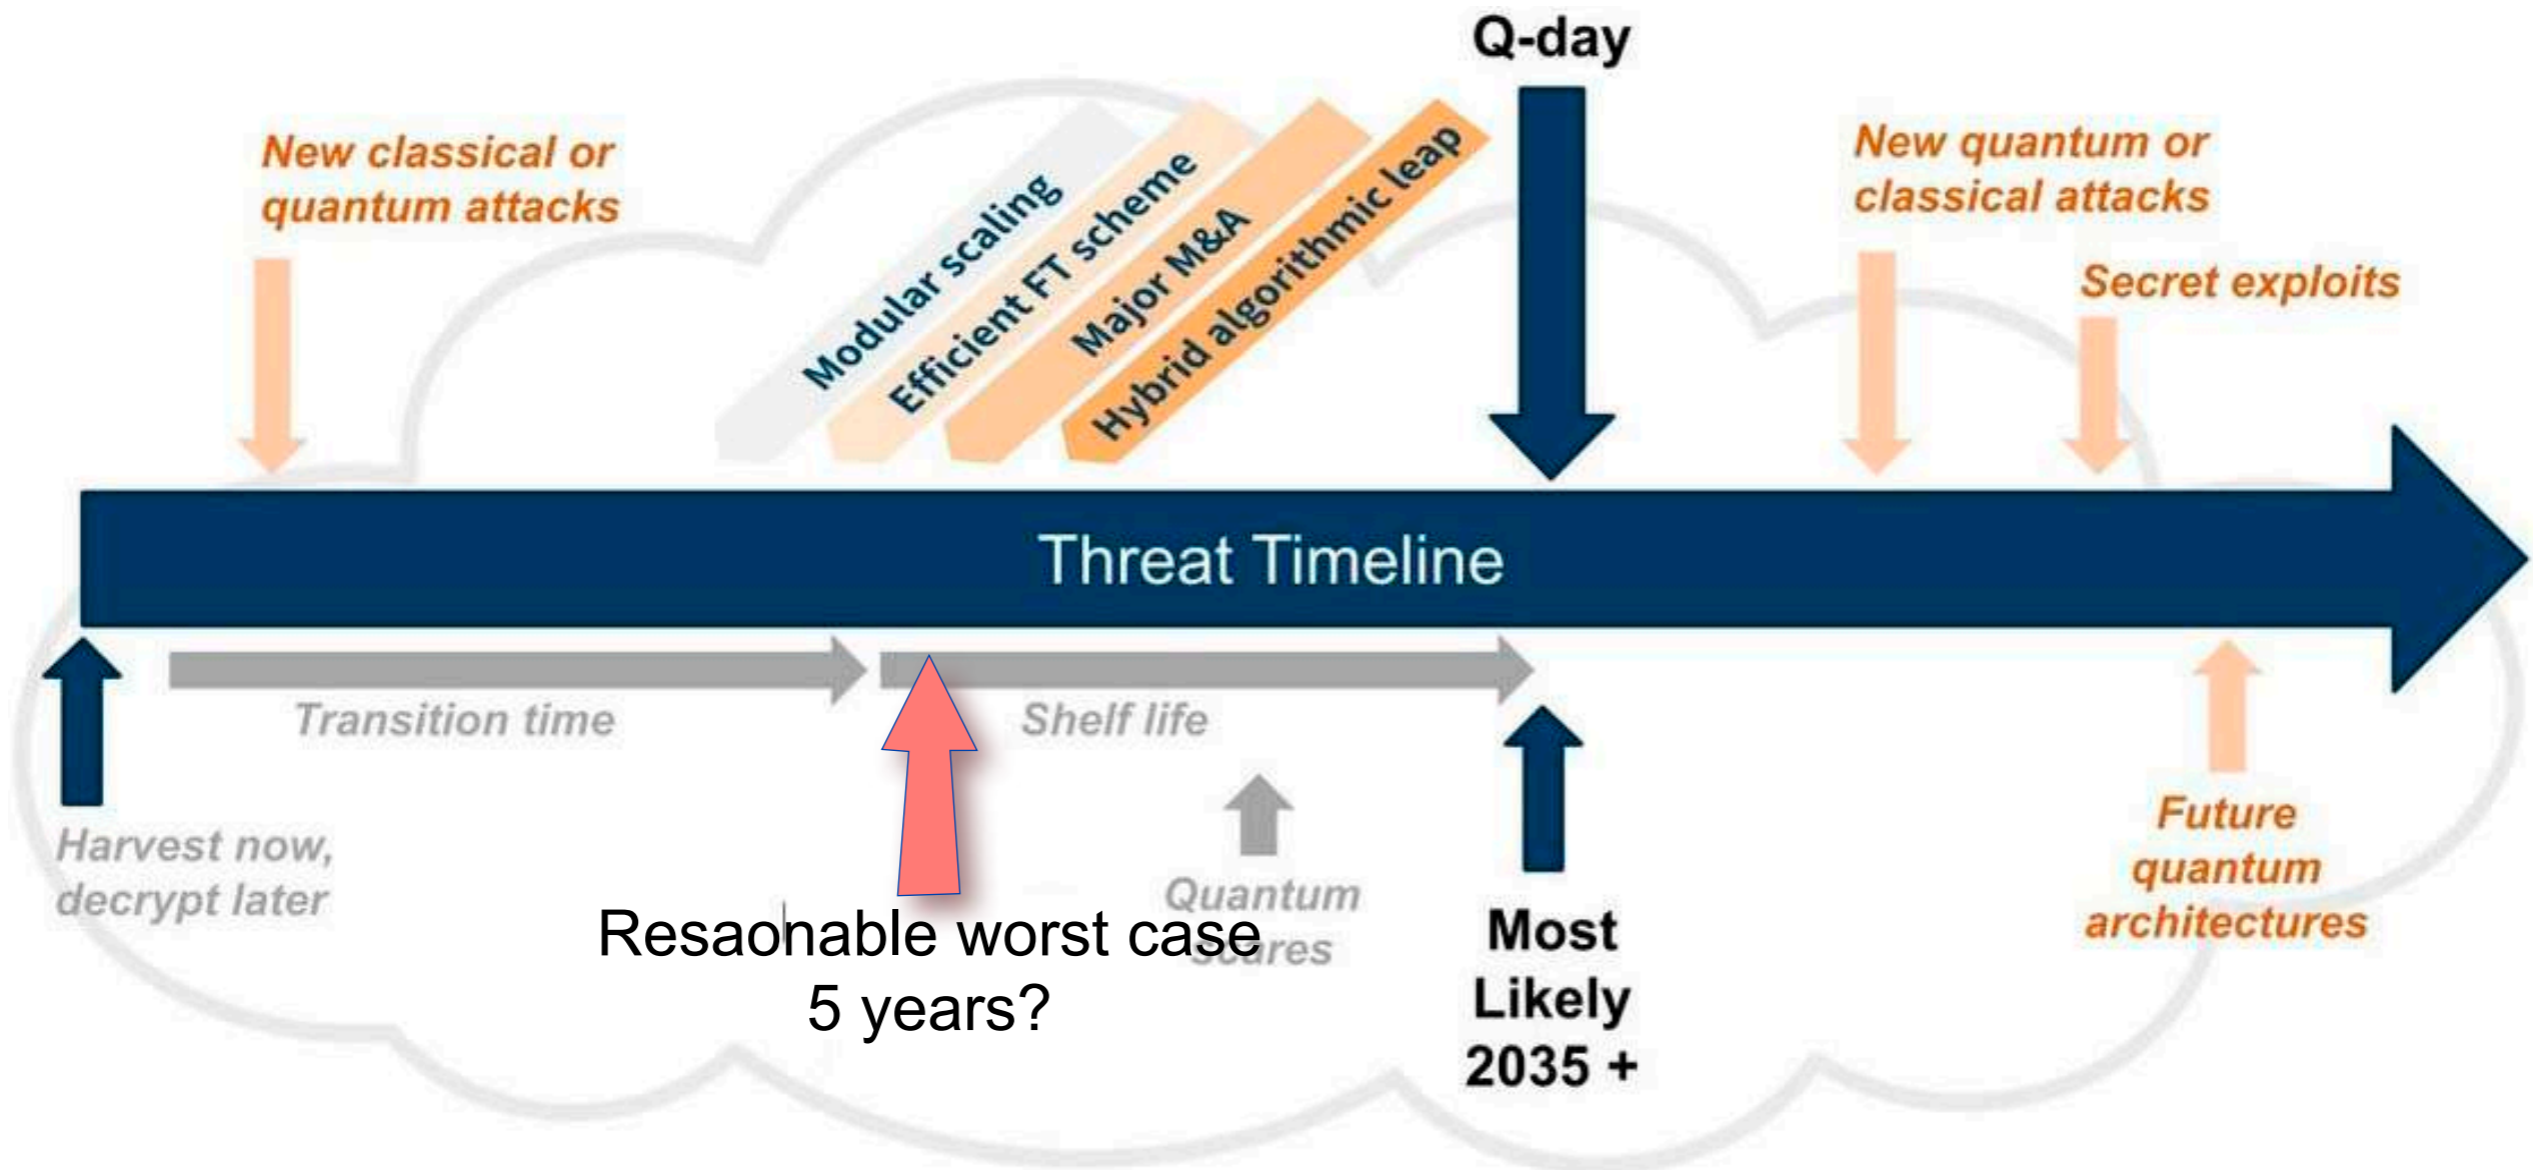 Q-day
New classical or
quantum attacks
Modular scaling
Efficient FT scheme
Major M&A
Hybrid algorithmic leap
New quantum or
classical attacks
Secret exploits
Threat Timeline
Transition time
Shelf life
Harvest now,
decrypt later
Quantum
scares
Resaonable worst case
5 years?
Most
Likely
2035 +
Future
quantum
architectures